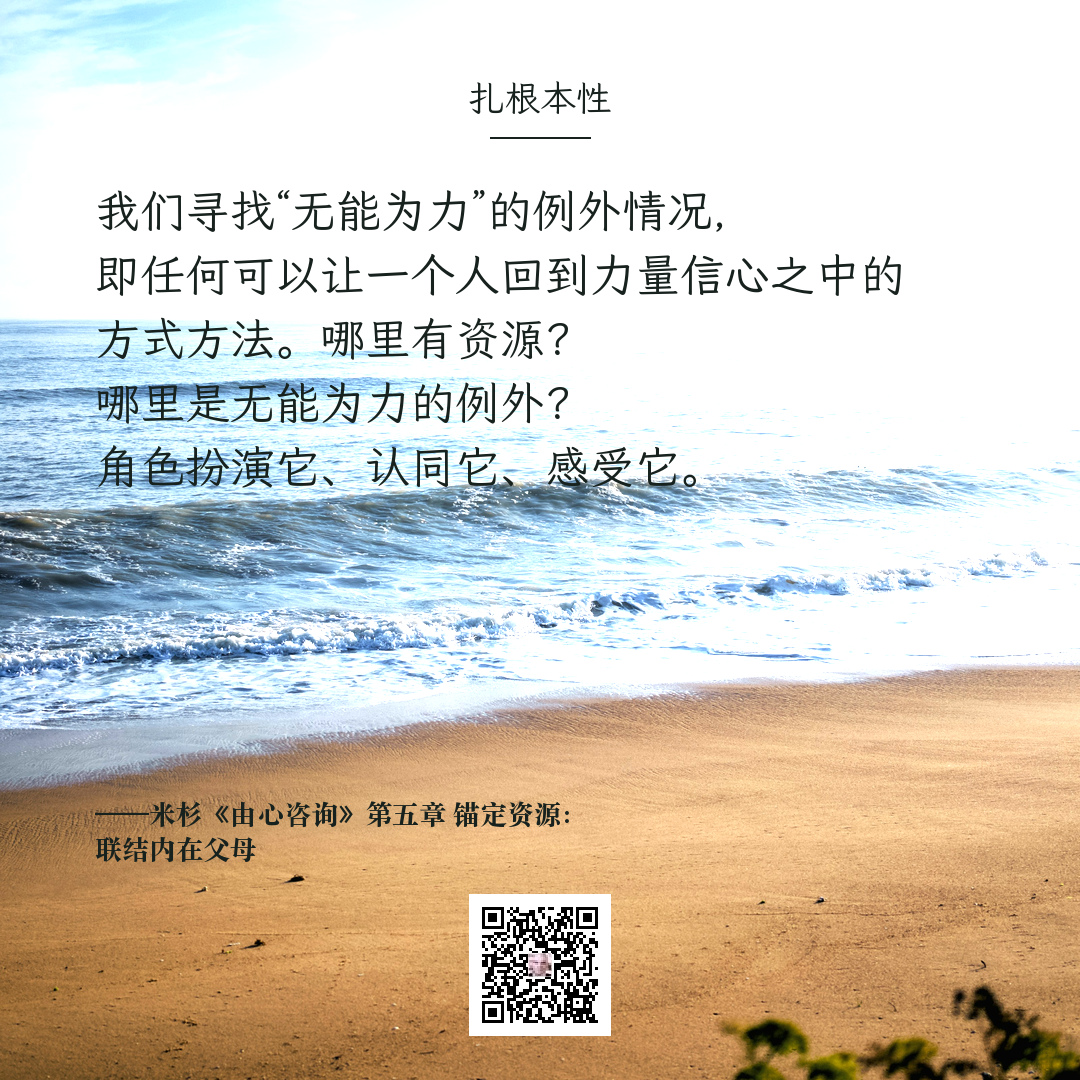 扎根本性
我们寻找“无能为力”的例外情况，
即任何可以让一个人回到力量信心之中的
方式方法。哪里有资源？
哪里是无能为力的例外？
角色扮演它、认同它、感受它。
——米杉《由心咨询》第五章 锚定资源：
联结内在父母